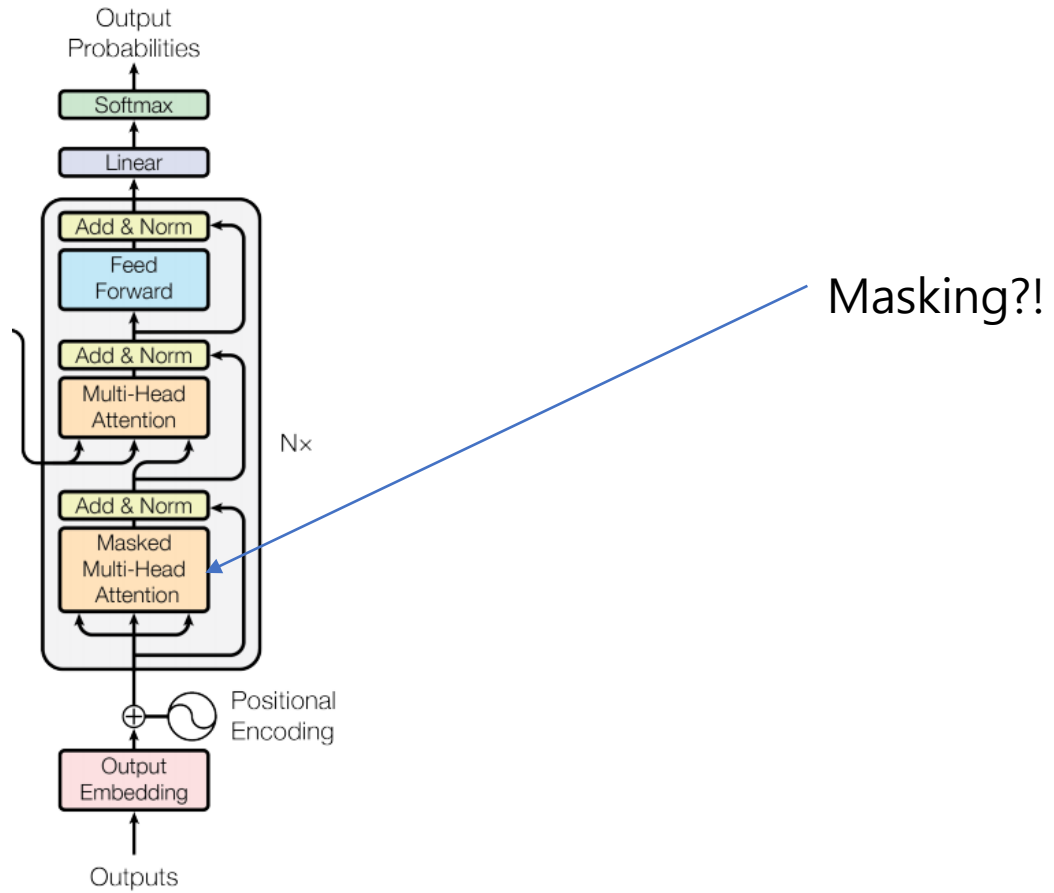 Output
Probabilities
Softmax
Linear
Add & Norm
Feed
Forward
Add & Norm
Multi-Head
Attention
N×
Add & Norm
Masked
Multi-Head
Attention
Positional
Encoding
Output
Embedding
Outputs
Masking?!